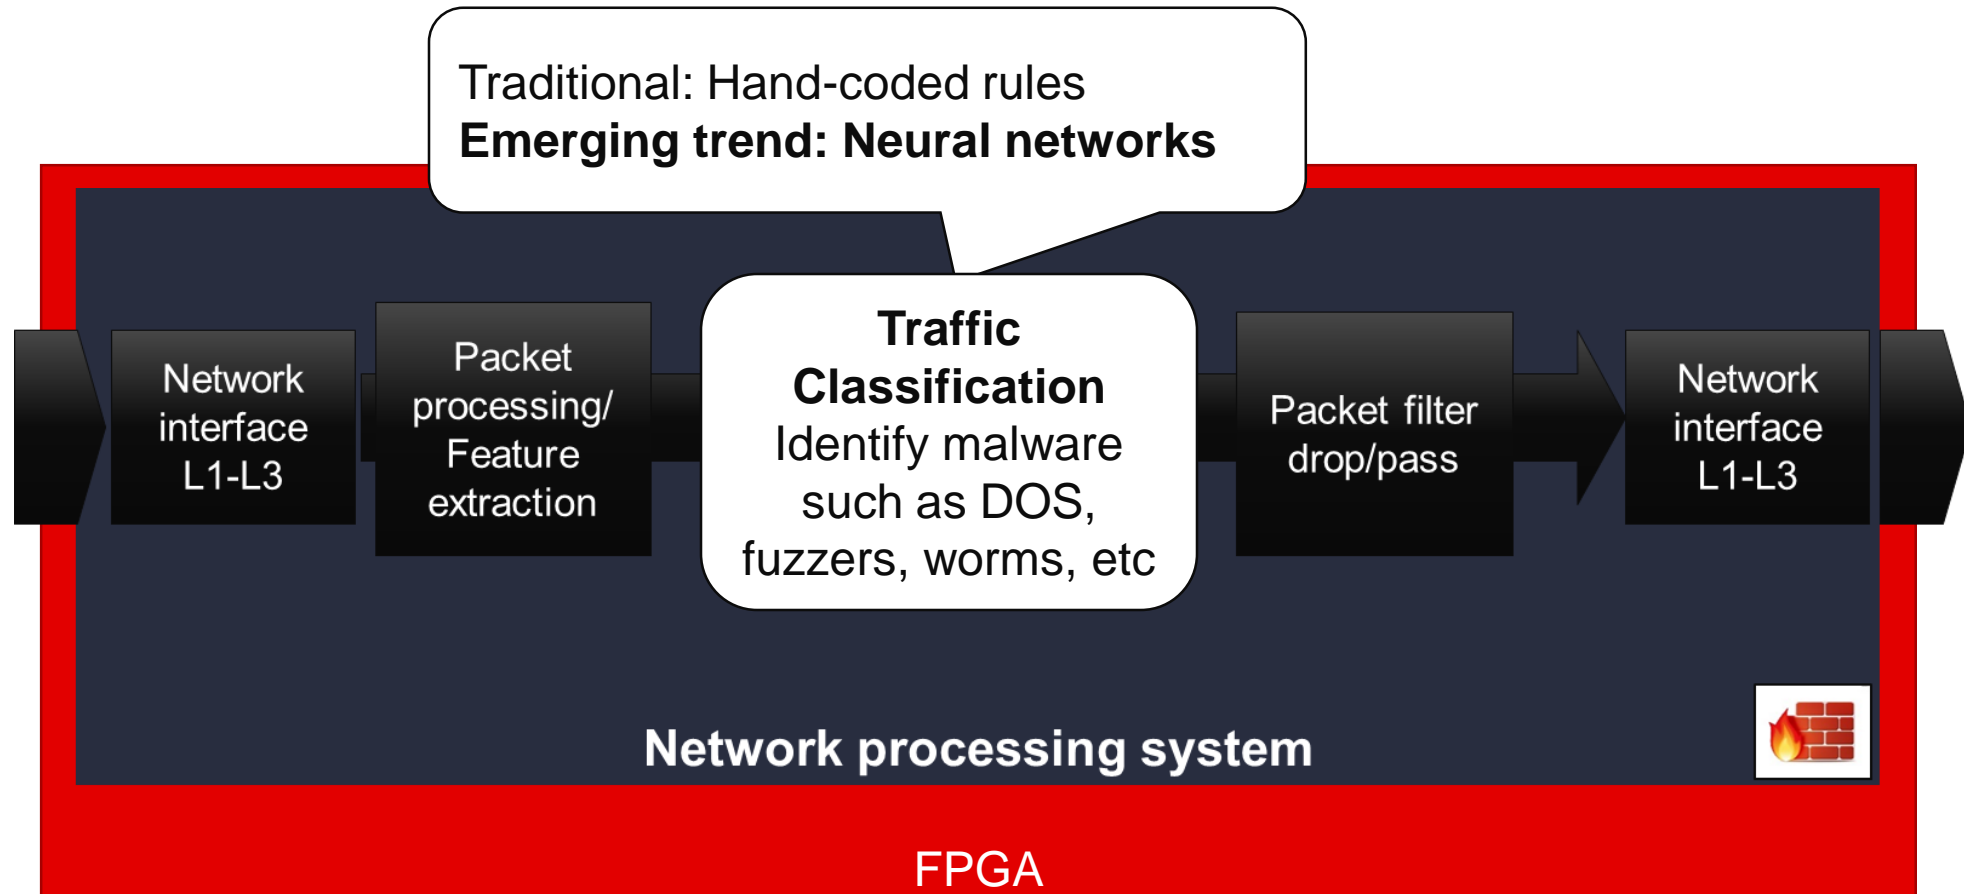 Traditional: Hand-coded rules
Emerging trend: Neural networks
Network
interface
L1-L3
Packet
processing/
Feature
extraction
Traffic
Classification
Identify malware
such as DOS,
fuzzers, worms, etc
Packet filter
drop/pass
Network
interface
L1-L3
Network processing system
FPGA